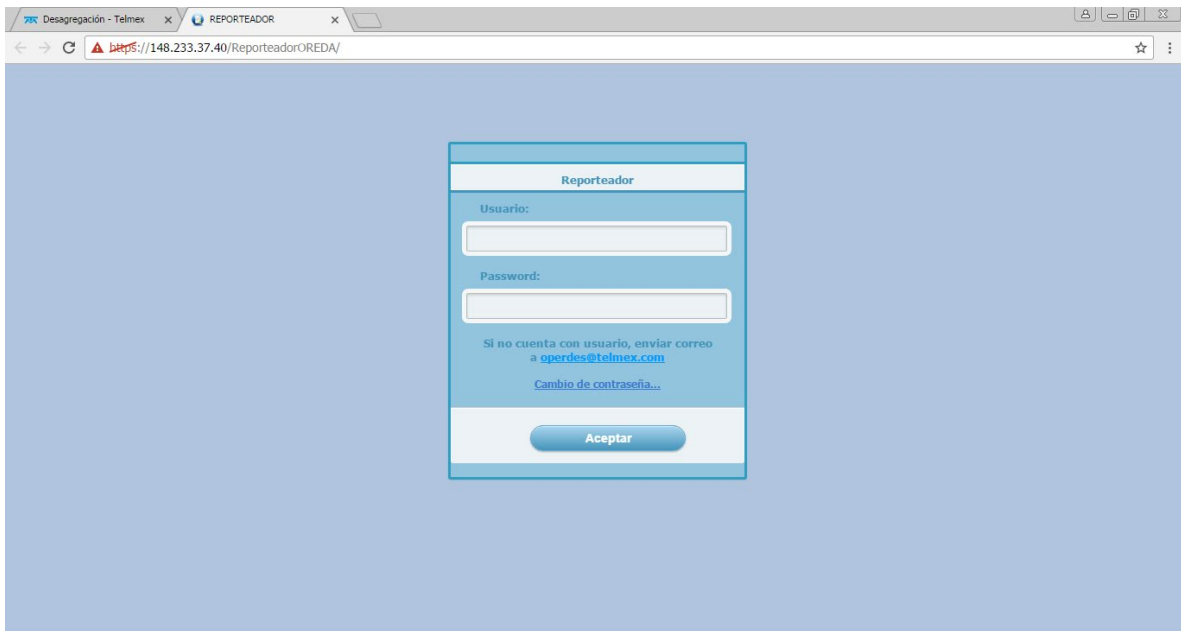 Desagregación - Telmex
REPORTEADOR
https://148.233.37.40/ReporteadorOREDA/
Reporteador
Usuario:
Password:
Si no cuenta con usuario, enviar correo
a operdes@telmex.com
Cambio de contraseña...
Aceptar